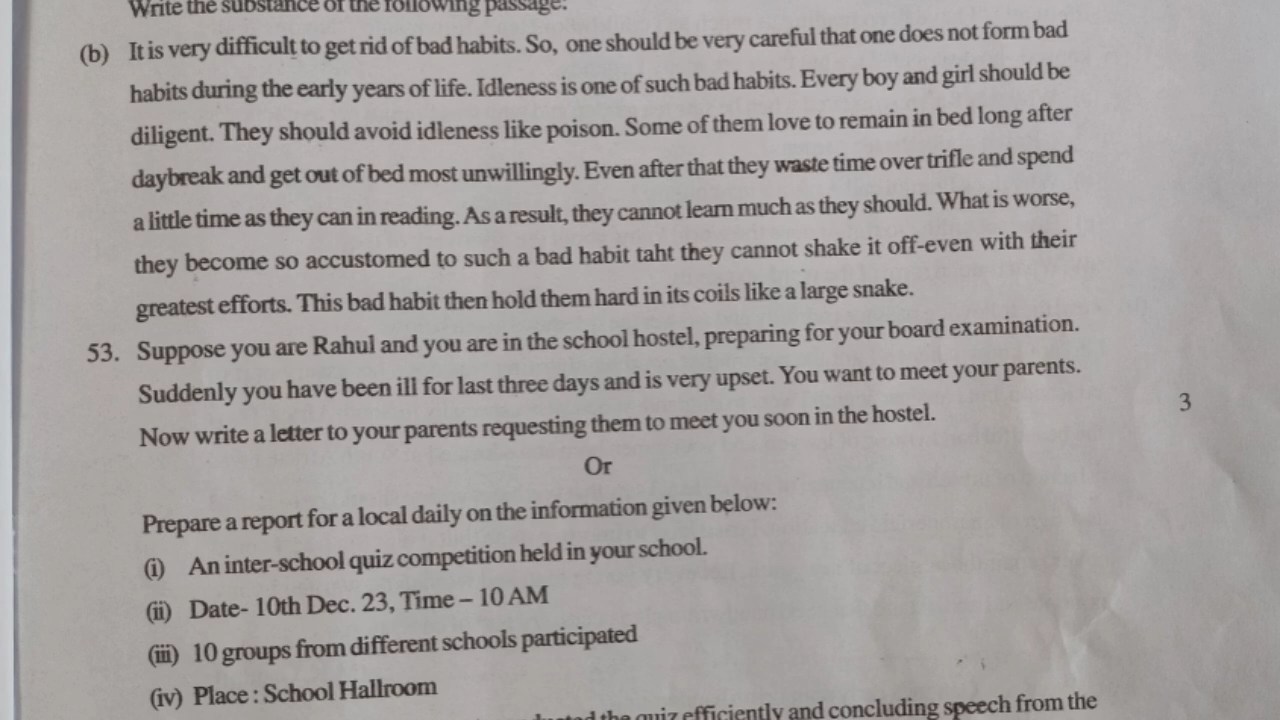 Write the substance of the following passage:
(b) It is very difficult to get rid of bad habits. So, one should be very careful that one does not form bad
habits during the early years of life. Idleness is one of such bad habits. Every boy and girl should be
diligent. They should avoid idleness like poison. Some of them love to remain in bed long after
daybreak and get out of bed most unwillingly. Even after that they waste time over trifle and spend
a little time as they can in reading. As a result, they cannot learn much as they should. What is worse,
they become so accustomed to such a bad habit taht they cannot shake it off-even with their
greatest efforts. This bad habit then hold them hard in its coils like a large snake.
53. Suppose you are Rahul and you are in the school hostel, preparing for your board examination.
Suddenly you have been ill for last three days and is very upset. You want to meet your parents.
Now write a letter to your parents requesting them to meet you soon in the hostel. 3
Or
Prepare a report for a local daily on the information given below:
(i) An inter-school quiz competition held in your school.
(ii) Date- 10th Dec. 23, Time – 10 AM
(iii) 10 groups from different schools participated
(iv) Place : School Hallroom
the quiz efficiently and concluding speech from the